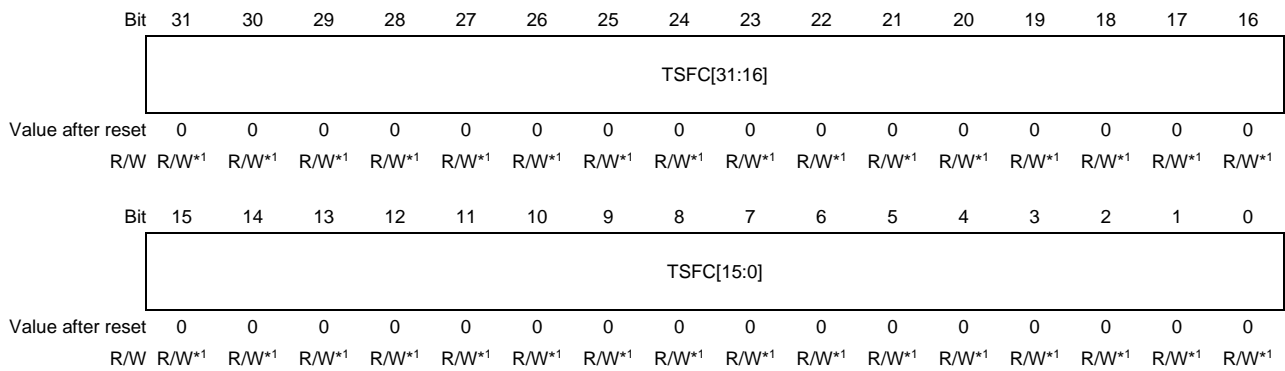 Bit 31 30 29 28 27 26 25 24 23 22 21 20 19 18 17 16
TSFC[31:16]
Value after reset 0 0 0 0 0 0 0 0 0 0 0 0 0 0 0 0
R/W R/W*1 R/W*1 R/W*1 R/W*1 R/W*1 R/W*1 R/W*1 R/W*1 R/W*1 R/W*1 R/W*1 R/W*1 R/W*1 R/W*1 R/W*1 R/W*1
Bit 15 14 13 12 11 10 9 8 7 6 5 4 3 2 1 0
TSFC[15:0]
Value after reset 0 0 0 0 0 0 0 0 0 0 0 0 0 0 0 0
R/W R/W*1 R/W*1 R/W*1 R/W*1 R/W*1 R/W*1 R/W*1 R/W*1 R/W*1 R/W*1 R/W*1 R/W*1 R/W*1 R/W*1 R/W*1 R/W*1